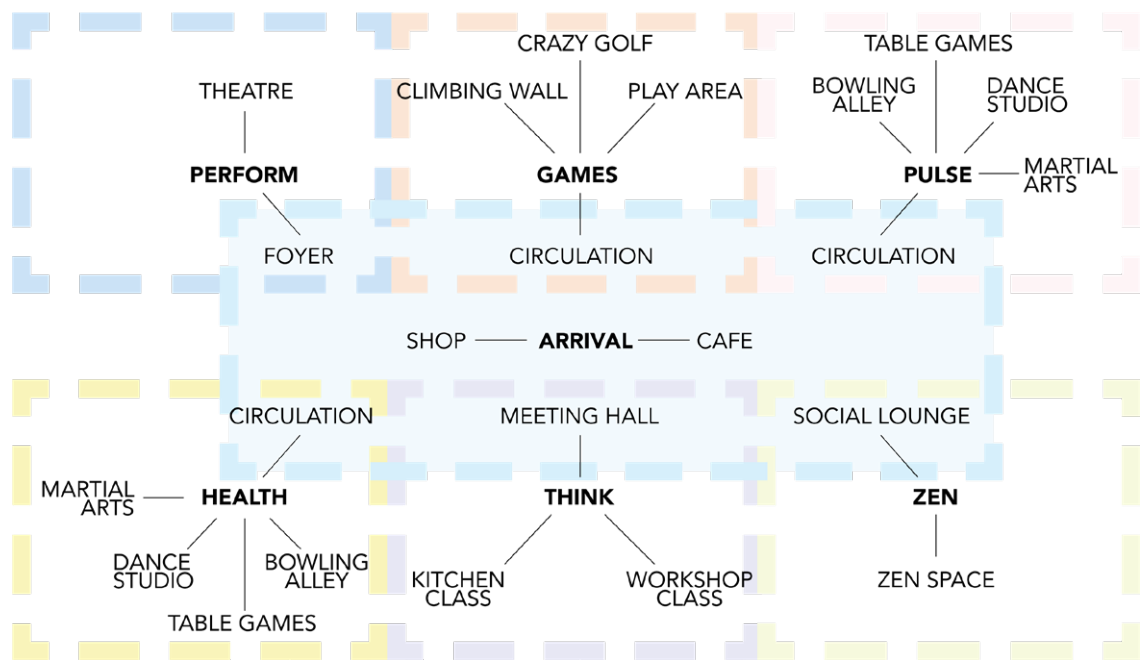 CRAZY GOLF
TABLE GAMES
THEATRE
CLIMBING WALL
PLAY AREA
BOWLING
ALLEY
DANCE
STUDIO
PERFORM
GAMES
PULSE
MARTIAL
ARTS
FOYER
CIRCULATION
CIRCULATION
SHOP
ARRIVAL
CAFE
CIRCULATION
MEETING HALL
SOCIAL LOUNGE
MARTIAL
ARTS
HEALTH
THINK
ZEN
DANCE
STUDIO
BOWLING
ALLEY
KITCHEN
CLASS
WORKSHOP
CLASS
ZEN SPACE
TABLE GAMES